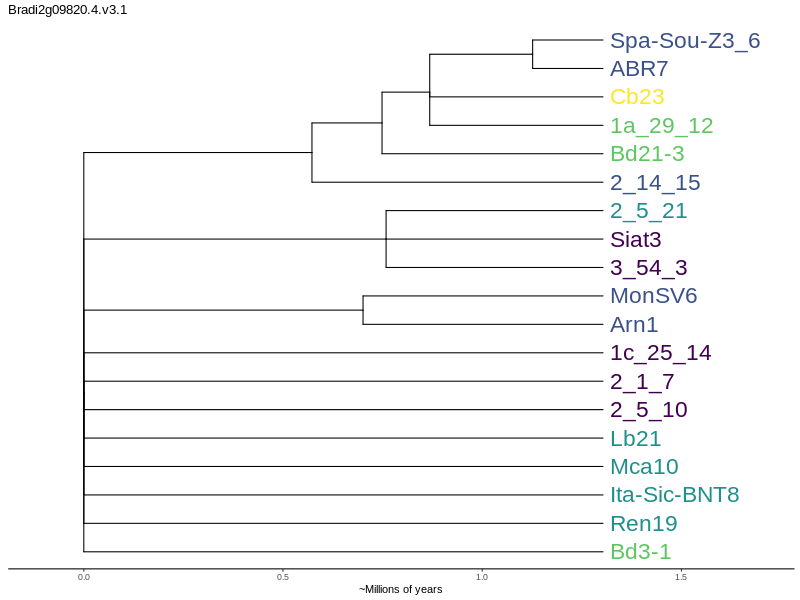 Bradi2g09820.4.v3.1
Spa-Sou-Z3_6
ABR7
Cb23
1a_29_12
Bd21-3
2_14_15
2_5_21
Siat3
3_54_3
MonSV6
Arn1
1c_25_14
2_1_7
2_5_10
Lb21
Mca10
Ita-Sic-BNT8
Ren19
Bd3-1
0.0 0.5 1.0 1.5
~Millions of years